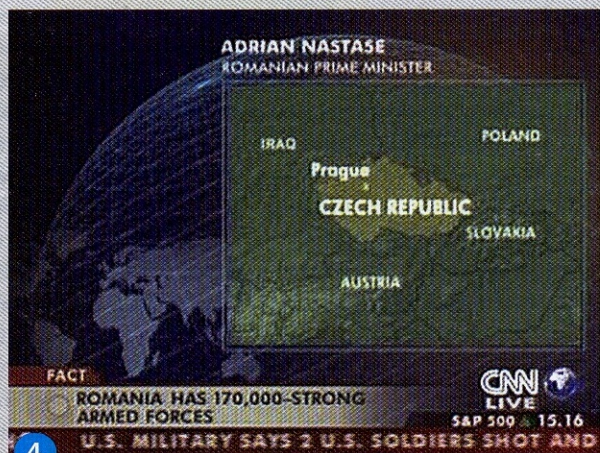 ADRIAN NASTASE
ROMANIAN PRIME MINISTER
IRAQ
POLAND
Prague
CZECH REPUBLIC
SLOVAKIA
AUSTRIA
FACT
ROMANIA HAS 170,000-STRONG
ARMED FORCES
CNN
LIVE
S&P 500 ▲ 15.16
4
U.S. MILITARY SAYS 2 U.S. SOLDIERS SHOT AND